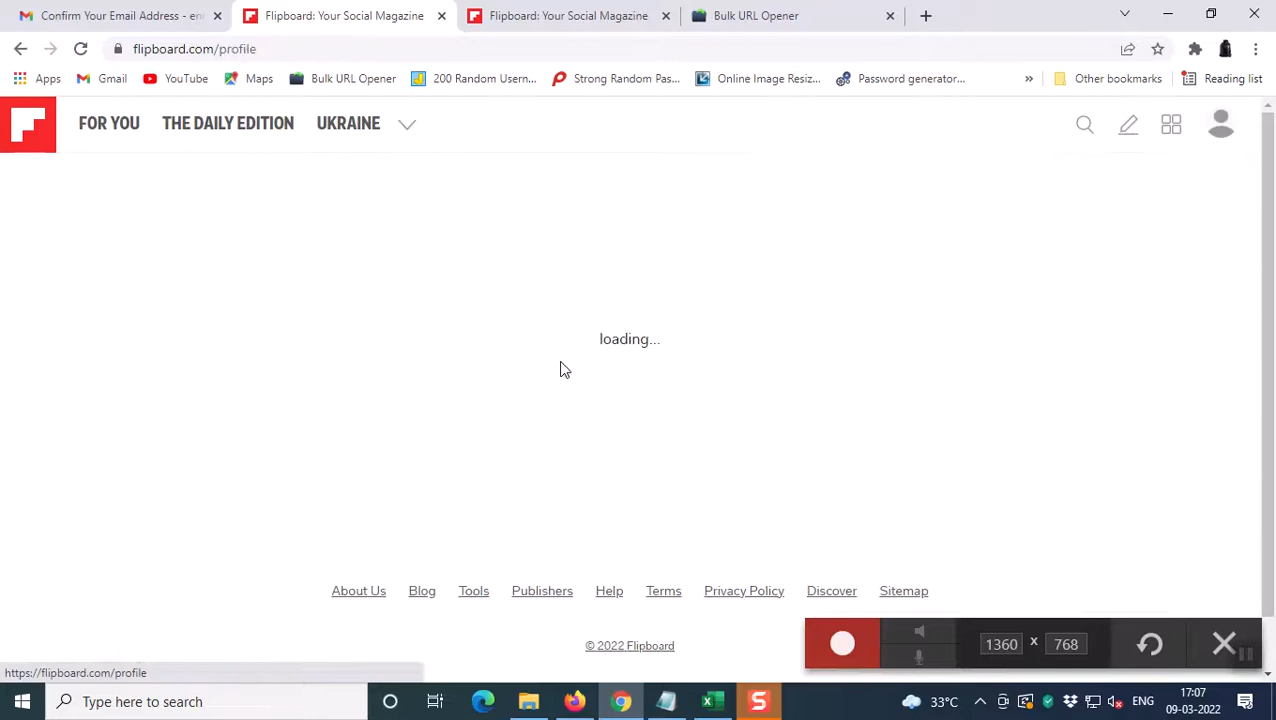 Confirm Your Email Address - en
Flipboard: Your Social Magazine
Flipboard: Your Social Magazine
Bulk URL Opener
flipboard.com/profile
Apps
Gmail
YouTube
Maps
Bulk URL Opener
200 Random Usern...
Strong Random Pas...
Online Image Resiz...
Password generator...
»
Other bookmarks
Reading list
FOR YOU
THE DAILY EDITION
UKRAINE
loading...
About Us
Blog
Tools
Publishers
Help
Terms
Privacy Policy
Discover
Sitemap
© 2022 Flipboard
1360 x 768
https://flipboard.com/profile
Type here to search
S
33°C
ENG
17:07
09-03-2022